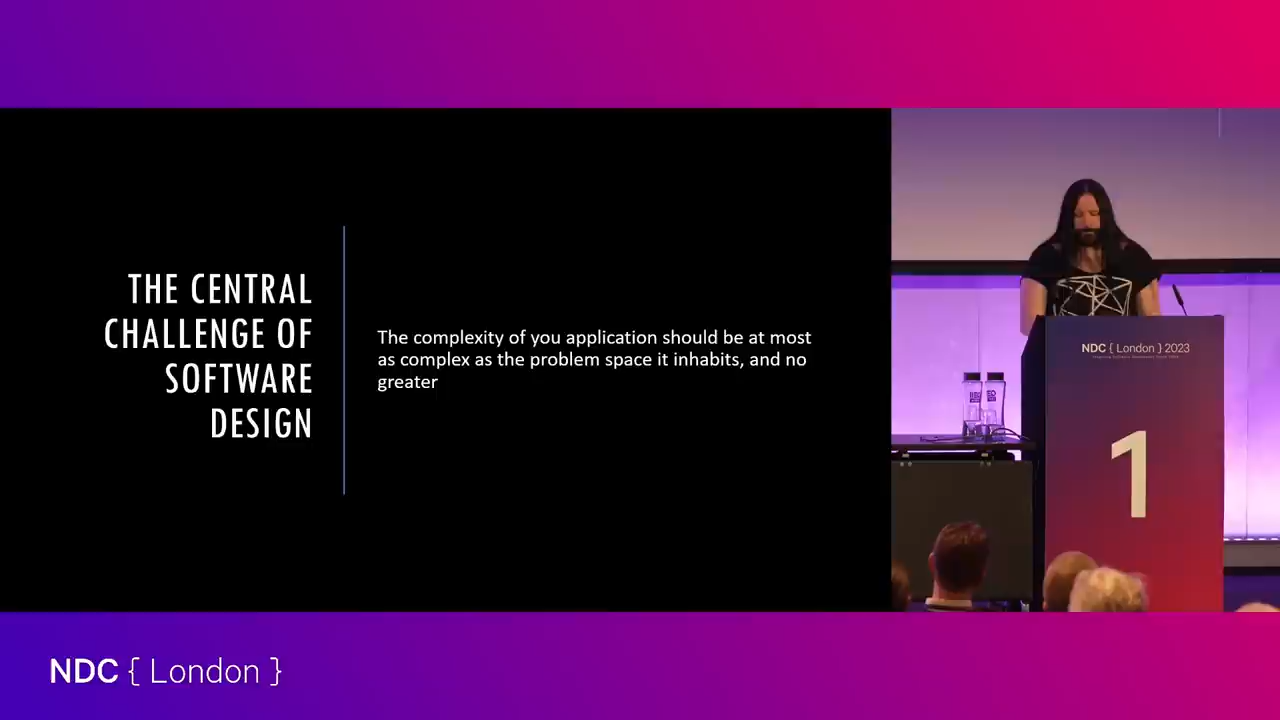 THE CENTRAL
CHALLENGE OF
SOFTWARE
DESIGN
The complexity of you application should be at most
as complex as the problem space it inhabits, and no
greater
NDC { London } 2023
1
NDC { London }